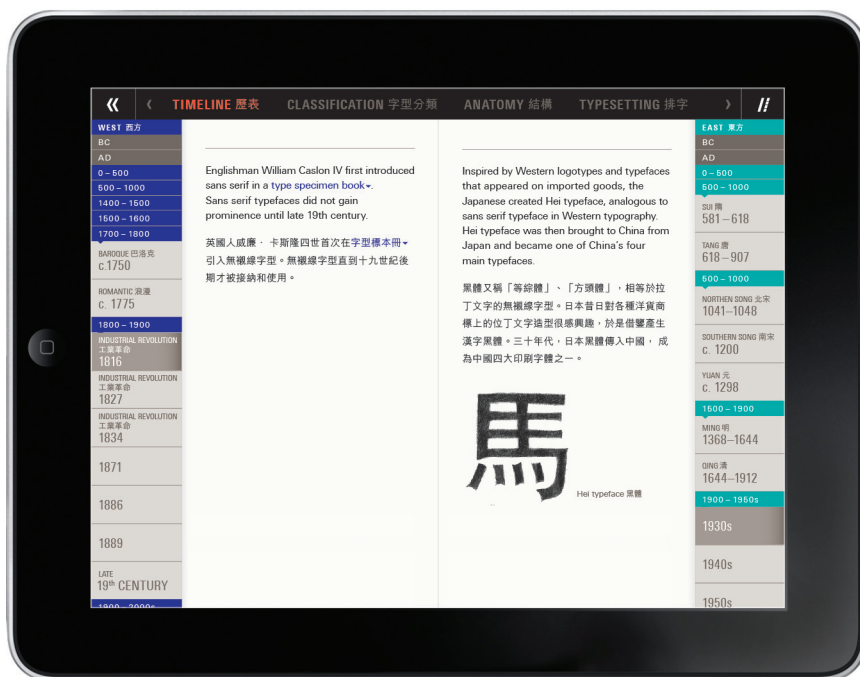 TIMELINE 歷表 CLASSIFICATION 字型分類 ANATOMY 結構 TYPESETTING 排字
WEST 西方
BC
AD
0 – 500
500 – 1000
1400 – 1500
1500 – 1600
1700 – 1800
BAROQUE 巴洛克
c.1750
ROMANTIC 浪漫
c. 1775
1800 – 1900
INDUSTRIAL REVOLUTION
工業革命
1816
INDUSTRIAL REVOLUTION
工業革命
1827
INDUSTRIAL REVOLUTION
工業革命
1834
1871
1886
1889
LATE
19th CENTURY
1900 – 2000s
Englishman William Caslon IV first introduced
sans serif in a type specimen book.
Sans serif typefaces did not gain
prominence until late 19th century.
英國人威廉 · 卡斯隆四世首次在字型標本冊
引入無襯線字型。無襯線字型直到十九世紀後
期才被接納和使用。
Inspired by Western logotypes and typefaces
that appeared on imported goods, the
Japanese created Hei typeface, analogous to
sans serif typeface in Western typography.
Hei typeface was then brought to China from
Japan and became one of China's four
main typefaces.
黑體又稱「等線體」、「方頭體」，相等於拉
丁文字的無襯線字型。日本昔日對各種洋貨商
標上的位丁文字造型很感興趣，於是借鑒產生
漢字黑體。三十年代，日本黑體傳入中國， 成
為中國四大印刷字體之一。
馬
Hei typeface 黑體
EAST 東方
BC
AD
0 – 500
500 – 1000
SUI 隋
581 – 618
TANG 唐
618 – 907
500 – 1000
NORTHEN SONG 北宋
1041–1048
SOUTHERN SONG 南宋
c. 1200
YUAN 元
c. 1298
1500 – 1900
MING 明
1368–1644
QING 清
1644–1912
1900 – 1950s
1930s
1940s
1950s